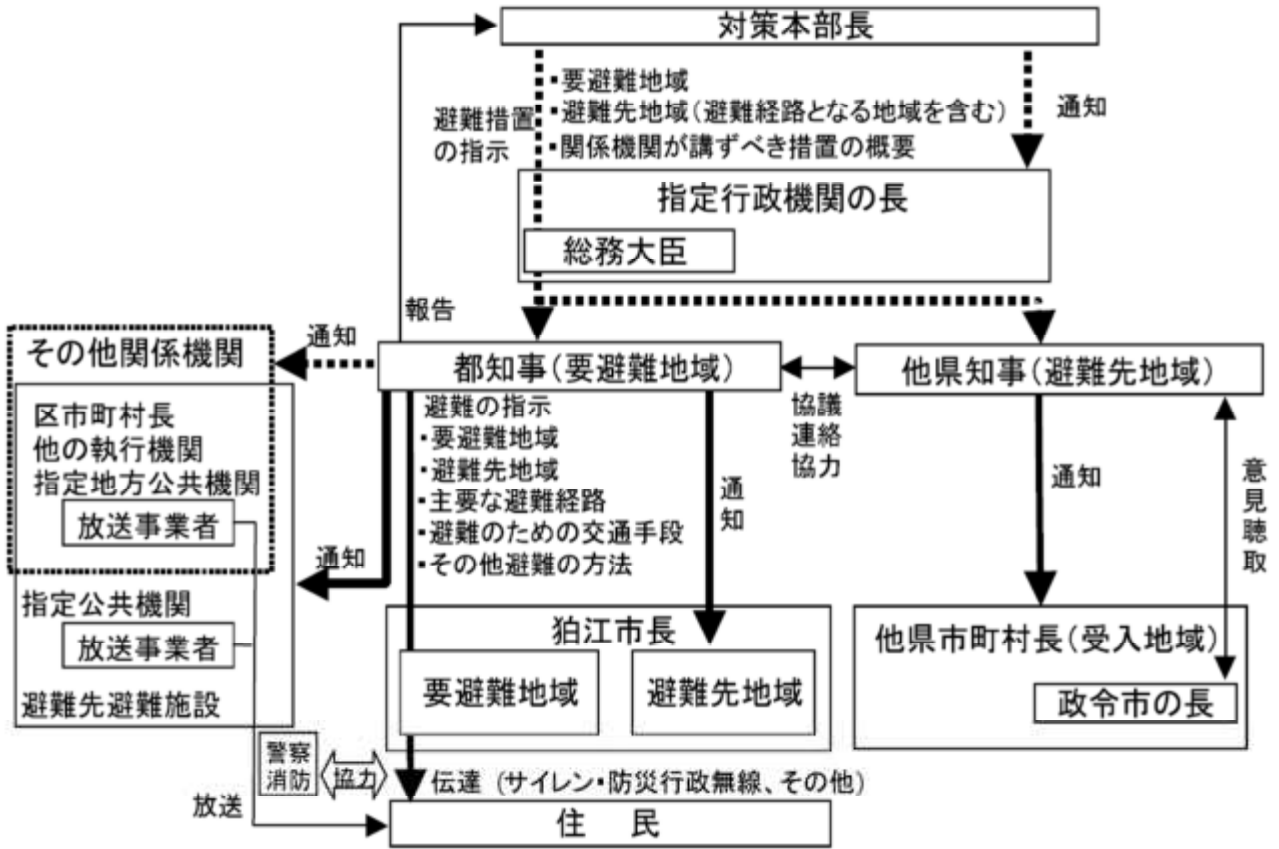 対策本部長
・要避難地域
・避難先地域(避難経路となる地域を含む)
・関係機関が講ずべき措置の概要
避難措置
の指示
通知
指定行政機関の長
総務大臣
報告
その他関係機関
通知
都知事(要避難地域)
他県知事(避難先地域)
協議
連絡
協力
区市町村長
他の執行機関
指定地方公共機関
放送事業者
避難の指示
・要避難地域
・避難先地域
・主要な避難経路
・避難のための交通手段
・その他避難の方法
通知
通知
通知
意見聴取
指定公共機関
放送事業者
避難先避難施設
狛江市長
要避難地域
避難先地域
他県市町村長(受入地域)
政令市の長
警察
消防
協力
伝達 (サイレン・防災行政無線、その他)
放送
住 民